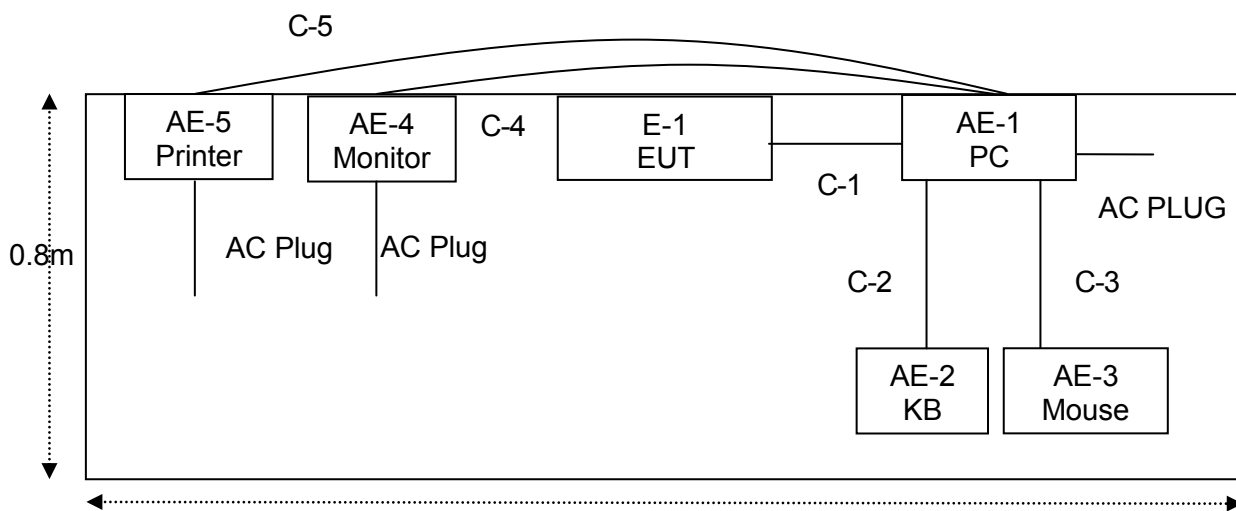 C-5
AE-5
Printer
AE-4
Monitor
C-4
E-1
EUT
C-1
AE-1
PC
AC PLUG
0.8m
AC Plug
AC Plug
C-2
C-3
AE-2
KB
AE-3
Mouse